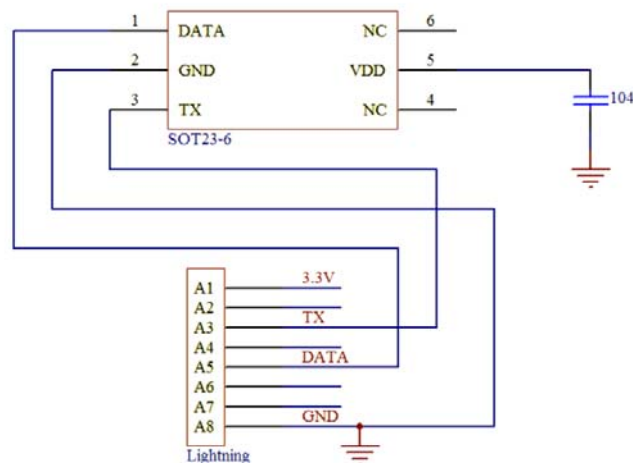 1 DATA NC 6
2 GND VDD 5
3 TX NC 4
SOT23-6
104
A1 3.3V
A2
A3 TX
A4
A5 DATA
A6
A7
A8 GND
Lightning